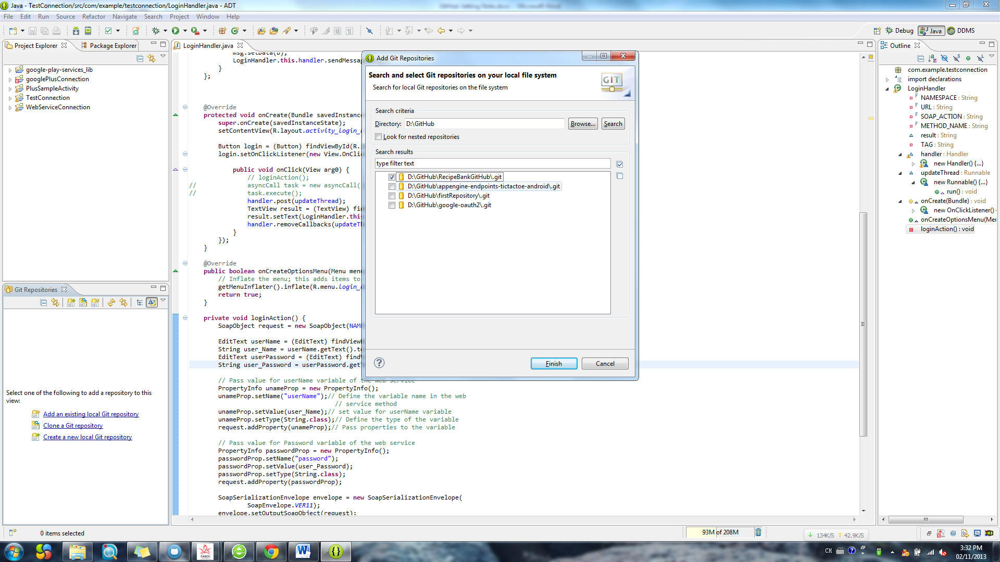 Java - TestConnection/src/com/example/testconnection/LoginHandler.java - ADT
File Edit Run Source Refactor Navigate Search Project Window Help
Debug Java DDMS
Project Explorer Package Explorer
google-play-services_lib
googlePlusConnection
PlusSampleActivity
TestConnection
WebServiceConnection
Git Repositories
Select one of the following to add a repository to this
view:
Add an existing local Git repository
Clone a Git repository
Create a new local Git repository
LoginHandler.java
msg.setData(b);
LoginHandler.this.handler.sendMessa
}
};
@Override
protected void onCreate(Bundle savedInstanc
super.onCreate(savedInstanceState);
setContentView(R.layout.activity_login_
Button login = (Button) findViewById(R.
login.setOnClickListener(new View.OnClic
public void onClick(View arg0) {
// loginAction();
// asyncCall task = new asyncCall(
// task.execute();
handler.post(updateThread);
TextView result = (TextView) fi
result.setText(LoginHandler.thi
handler.removeCallbacks(updateT
}
});
}
@Override
public boolean onCreateOptionsMenu(Menu men
// Inflate the menu; this adds items to
getMenuInflater().inflate(R.menu.login_
return true;
}
private void loginAction() {
SoapObject request = new SoapObject(NAM
EditText userName = (EditText) findView
String user_Name = userName.getText().t
EditText userPassword = (EditText) find
String user_Password = userPassword.get
// Pass value for userName variable of the web service
PropertyInfo unameProp = new PropertyInfo();
unameProp.setName("userName");// Define the variable name in the web
// service method
unameProp.setValue(user_Name);// set value for userName variable
unameProp.setType(String.class);// Define the type of the variable
request.addProperty(unameProp);// Pass properties to the variable
// Pass value for Password variable of the web service
PropertyInfo passwordProp = new PropertyInfo();
passwordProp.setName("password");
passwordProp.setValue(user_Password);
passwordProp.setType(String.class);
request.addProperty(passwordProp);
SoapSerializationEnvelope envelope = new SoapSerializationEnvelope(
SoapEnvelope.VER11);
envelope.setOutputSoapObject(request);
Add Git Repositories
Search and select Git repositories on your local file system
Search for local Git repositories on the file system
GIT
Search criteria
Directory: D:\GitHub Browse... Search
Look for nested repositories
Search results
type filter text
D:\GitHub\RecipeBankGitHub\.git
D:\GitHub\appengine-endpoints-tictactoe-android\.git
D:\GitHub\firstRepository\.git
D:\GitHub\google-oauth2\.git
Finish Cancel
Outline
com.example.testconnection
import declarations
LoginHandler
NAMESPACE : String
URL : String
SOAP_ACTION : String
METHOD_NAME : String
result : String
TAG : String
handler : Handler
new Handler() {...}
updateThread : Runnable
new Runnable() {...}
run() : void
onCreate(Bundle) : void
new OnClickListener()
onCreateOptionsMenu(Mer
loginAction() : void
0 items selected
93M of 208M
134K/S 42.9K/S
CASCC
CH
3:32 PM
02/11/2013